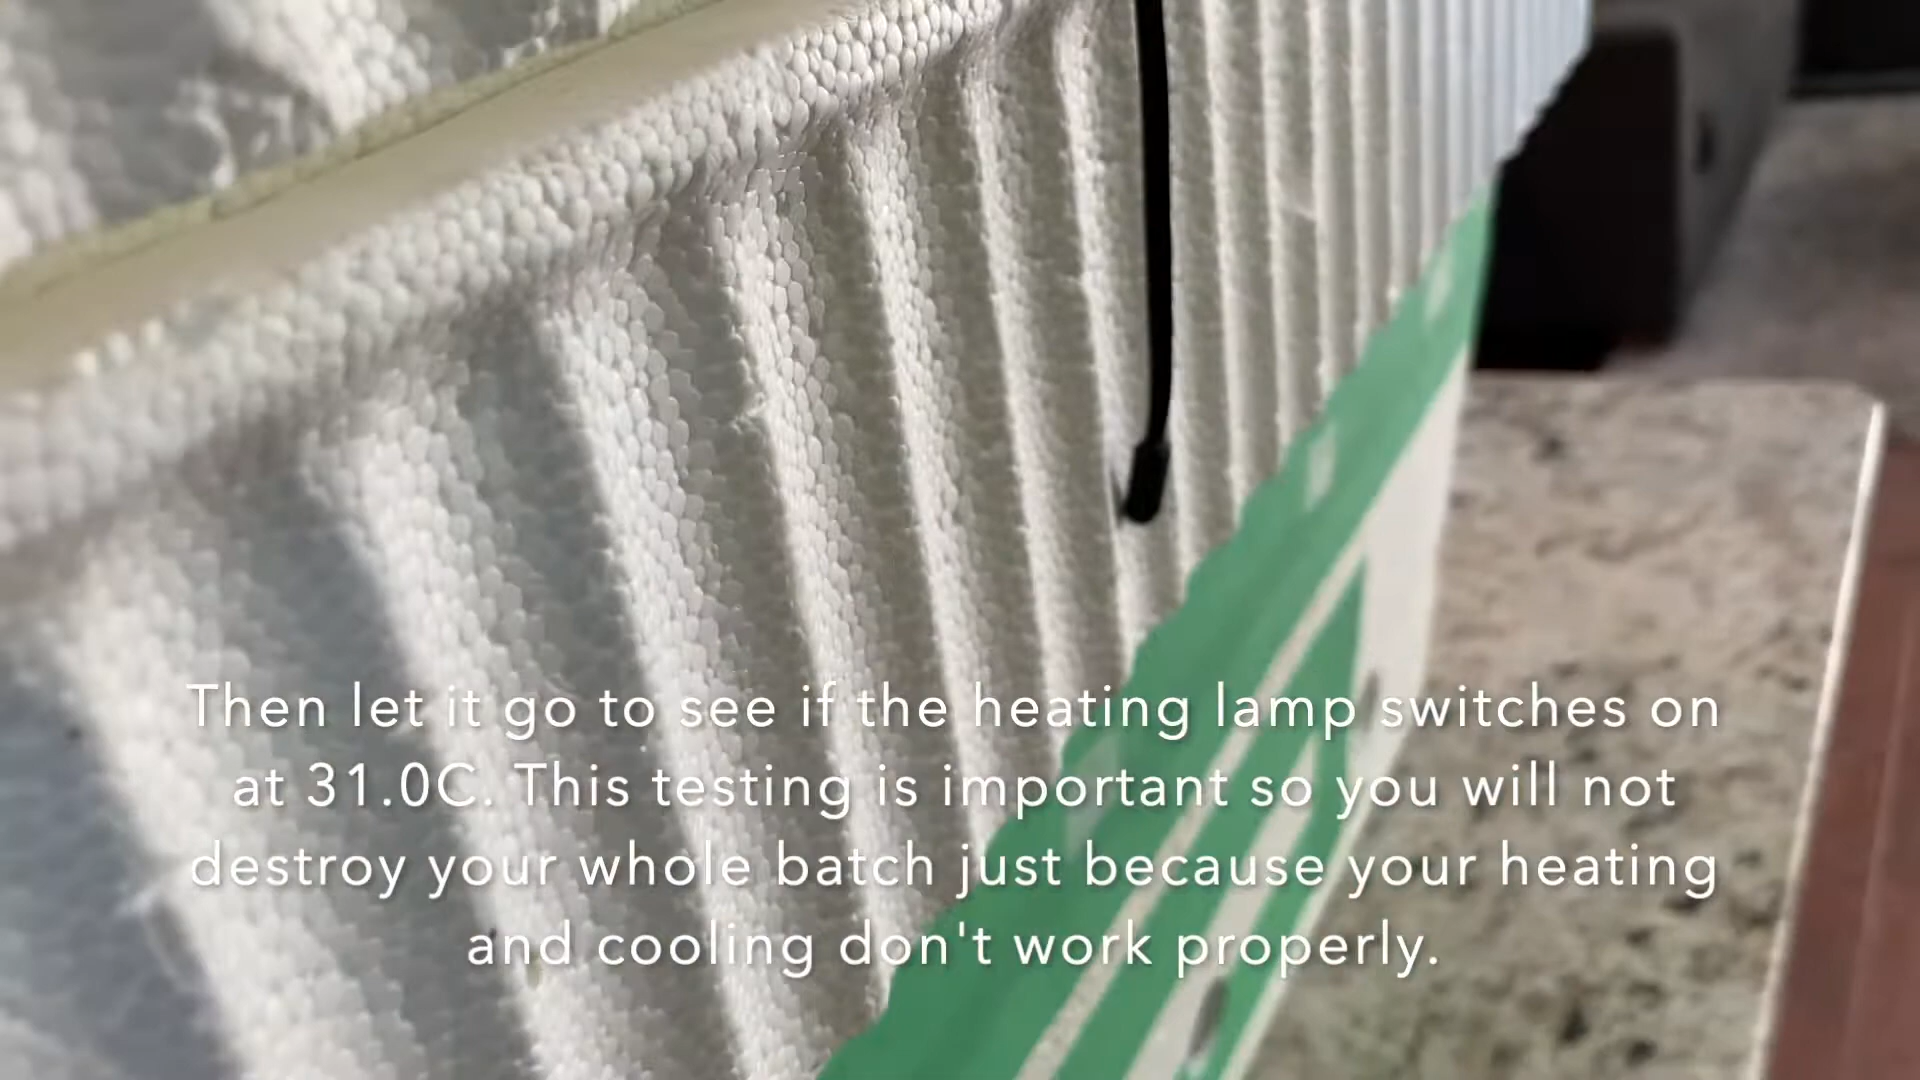 Then let it go to see if the heating lamp switches on
at 31.0C. This testing is important so you will not
destroy your whole batch just because your heating
and cooling don't work properly.